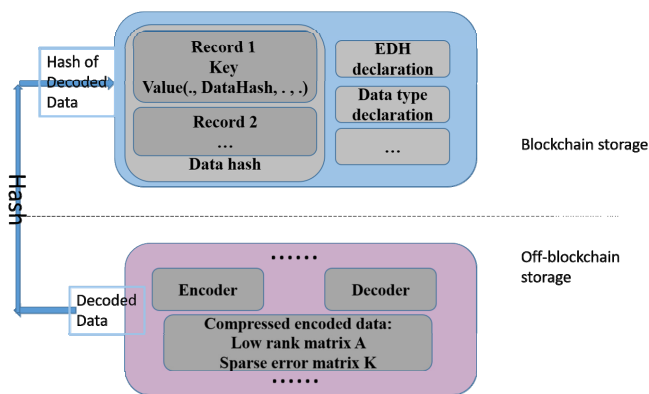 Hash of
Decoded
Data
Record 1
Key
Value(., DataHash, . , .)
Record 2
…
Data hash
EDH
declaration
Data type
declaration
…
Blockchain storage
Hash
Off-blockchain
storage
……
Encoder
Decoder
Decoded
Data
Compressed encoded data:
Low rank matrix A
Sparse error matrix K
……